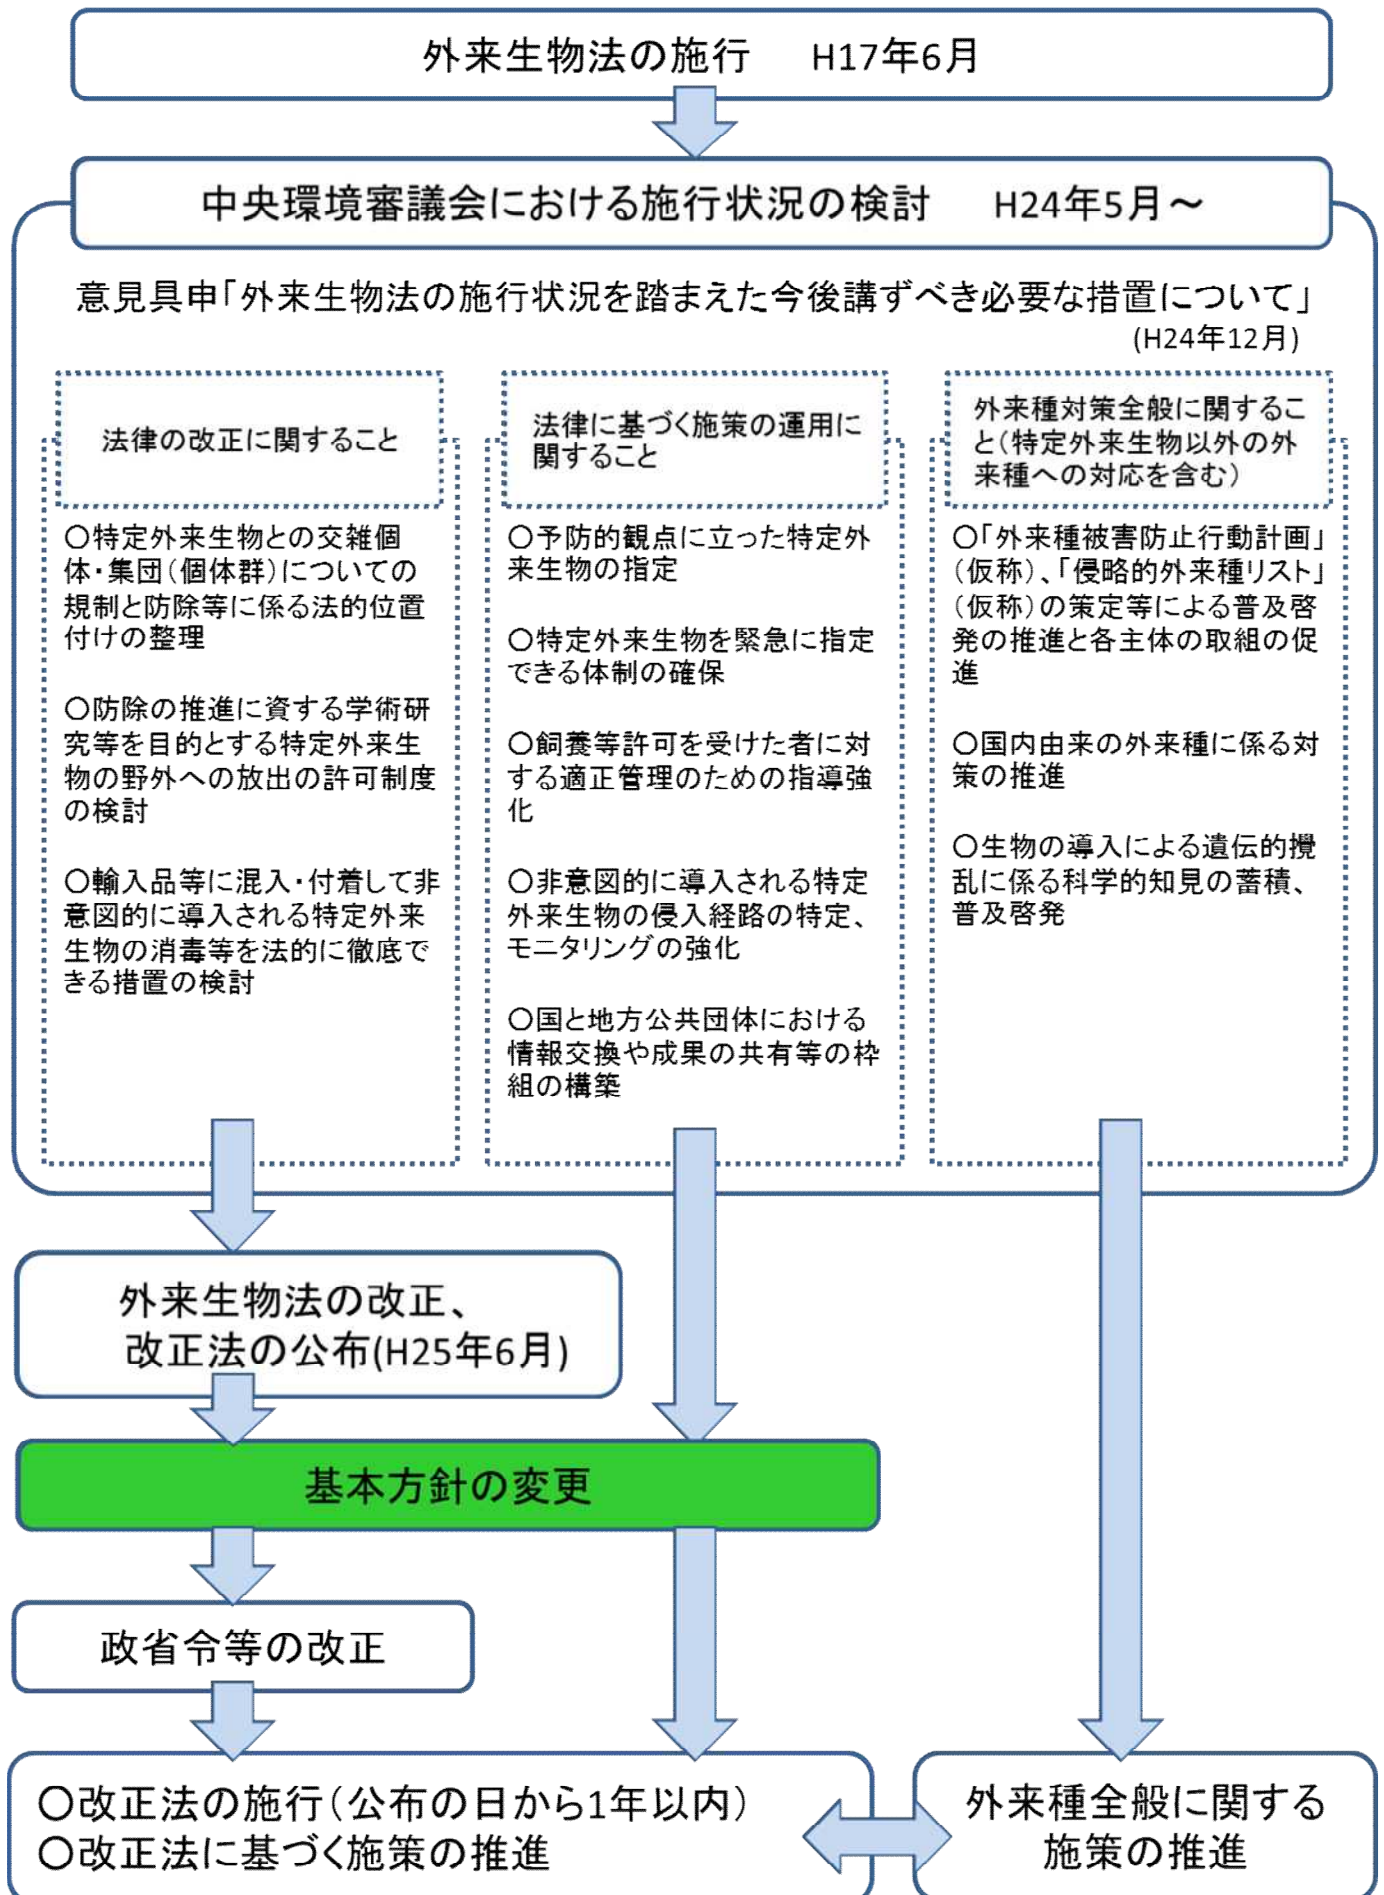 外来生物法の施行　H17年6月
中央環境審議会における施行状況の検討　H24年5月～
意見具申「外来生物法の施行状況を踏まえた今後講ずべき必要な措置について」
(H24年12月)
法律の改正に関すること
○特定外来生物との交雑個
体・集団（個体群）についての
規制と防除等に係る法的位置
付けの整理
○防除の推進に資する学術研
究等を目的とする特定外来生
物の野外への放出の許可制度
の検討
○輸入品等に混入・付着して非
意図的に導入される特定外来
生物の消毒等を法的に徹底で
きる措置の検討
法律に基づく施策の運用に
関すること
○予防的観点に立った特定外
来生物の指定
○特定外来生物を緊急に指定
できる体制の確保
○飼養等許可を受けた者に対
する適正管理のための指導強
化
○非意図的に導入される特定
外来生物の侵入経路の特定、
モニタリングの強化
○国と地方公共団体における
情報交換や成果の共有等の枠
組の構築
外来種対策全般に関するこ
と（特定外来生物以外の外
来種への対応を含む）
○「外来種被害防止行動計画」
（仮称）、「侵略的外来種リスト」
（仮称）の策定等による普及啓
発の推進と各主体の取組の促
進
○国内由来の外来種に係る対
策の推進
○生物の導入による遺伝的攪
乱に係る科学的知見の蓄積、
普及啓発
外来生物法の改正、
改正法の公布(H25年6月)
基本方針の変更
政省令等の改正
○改正法の施行（公布の日から1年以内）
○改正法に基づく施策の推進
外来種全般に関する
施策の推進